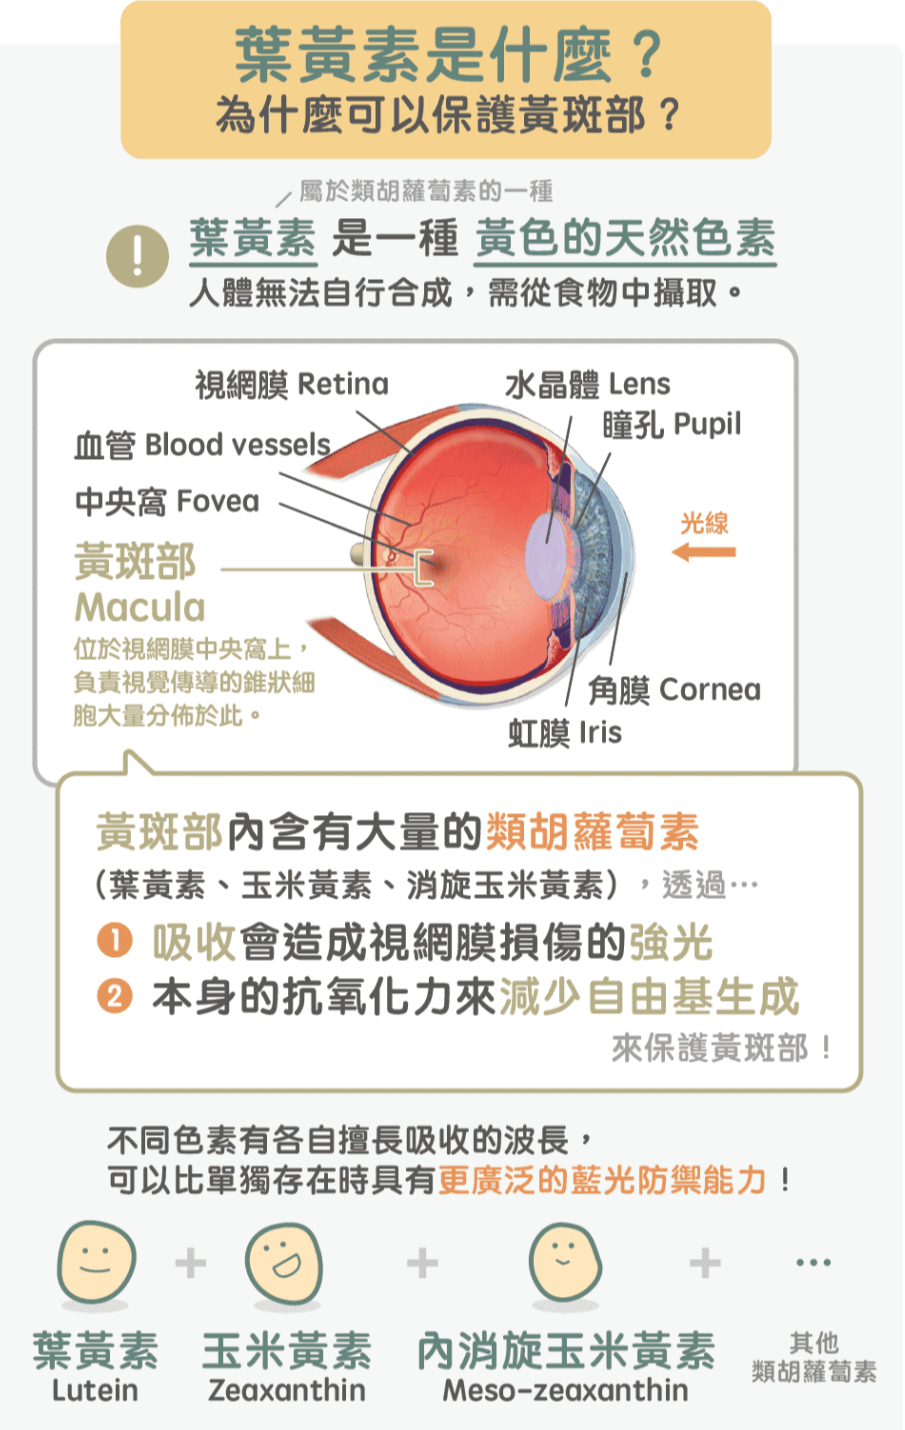 葉黃素是什麼？
為什麼可以保護黃斑部？
屬於類胡蘿蔔素的一種
葉黃素 是一種 黃色的天然色素
人體無法自行合成，需從食物中攝取。
視網膜 Retina
水晶體 Lens
瞳孔 Pupil
血管 Blood vessels
中央窩 Fovea
光線
黃斑部
Macula
位於視網膜中央窩上，
負責視覺傳導的錐狀細
胞大量分佈於此。
角膜 Cornea
虹膜 Iris
黃斑部內含有大量的類胡蘿蔔素
（葉黃素、玉米黃素、消旋玉米黃素），透過…
1 吸收會造成視網膜損傷的強光
2 本身的抗氧化力來減少自由基生成
來保護黃斑部！
不同色素有各自擅長吸收的波長，
可以比單獨存在時具有更廣泛的藍光防禦能力！
葉黃素
Lutein
玉米黃素
Zeaxanthin
內消旋玉米黃素
Meso-zeaxanthin
其他
類胡蘿蔔素